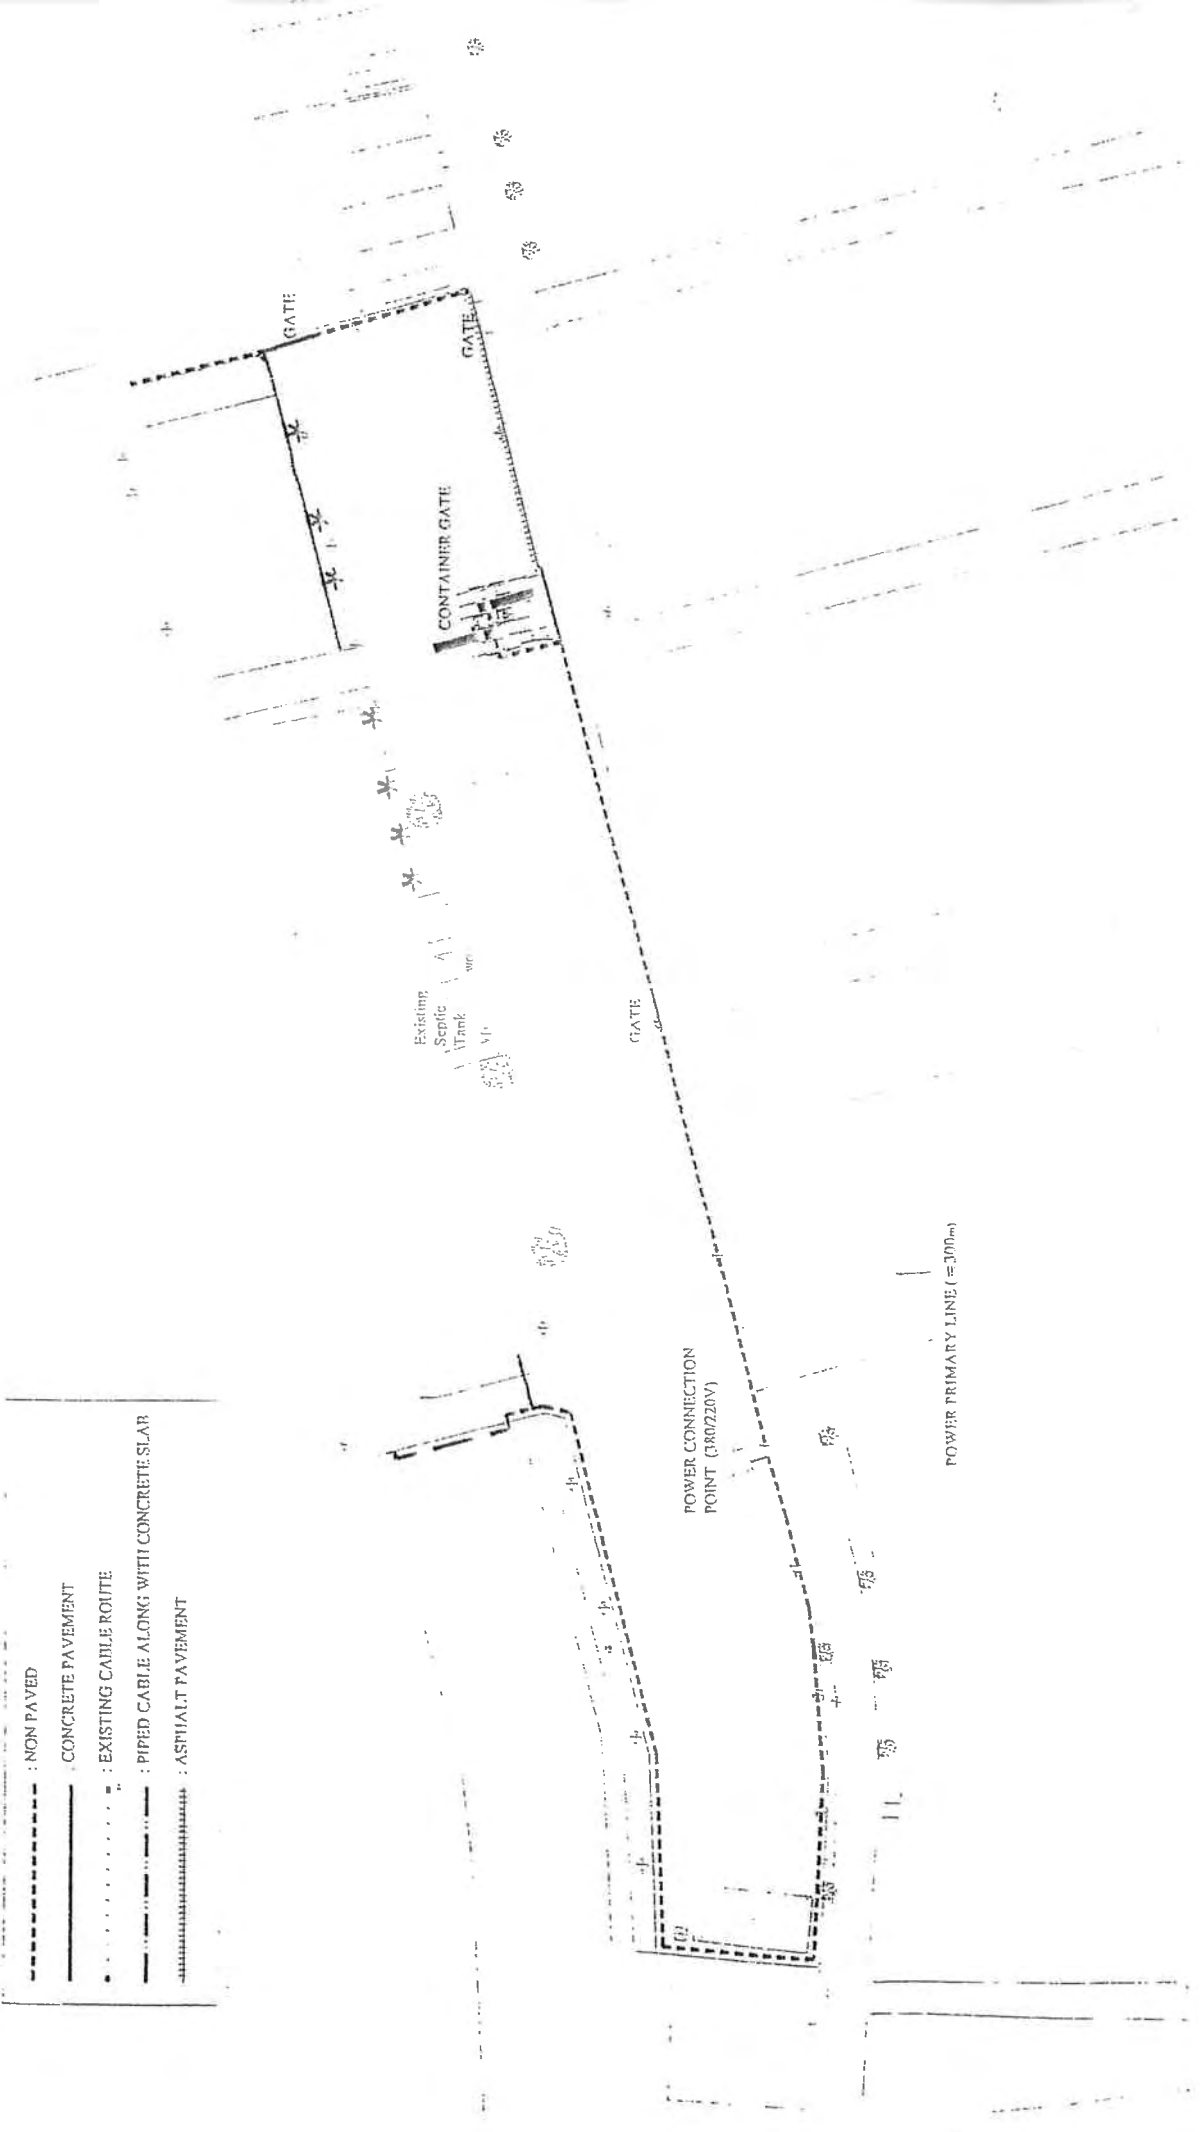 : NON PAVED
: CONCRETE PAVEMENT
: EXISTING CABLE ROUTE
: PIPED CABLE ALONG WITH CONCRETE SLAB
: ASPHALT PAVEMENT
GATE
GATE
CONTAINER GATE
Existing
Septic
Tank
GATE
POWER CONNECTION
POINT (380/220V)
POWER PRIMARY LINE (=300m)